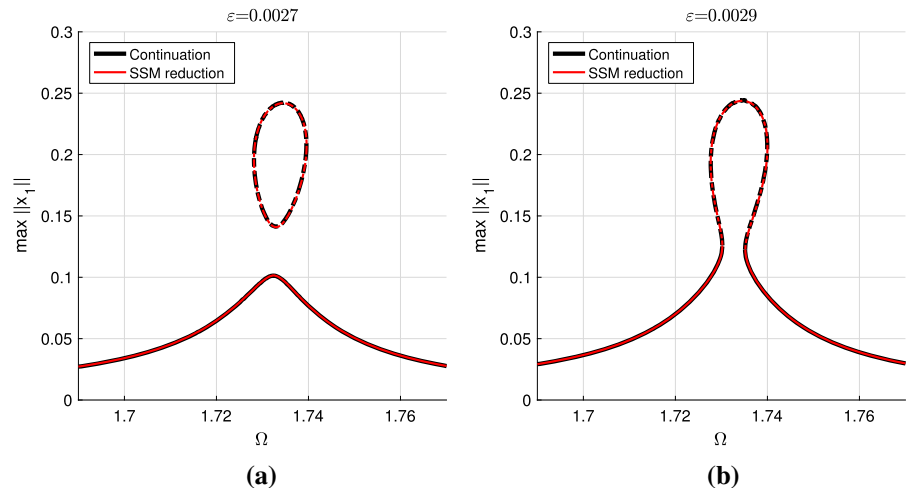 ε=0.0027
Continuation
SSM reduction
max ||x₁||
0.3
0.25
0.2
0.15
0.1
0.05
0
1.7 1.72 1.74 1.76
Ω
(a)
ε=0.0029
Continuation
SSM reduction
max ||x₁||
0.3
0.25
0.2
0.15
0.1
0.05
0
1.7 1.72 1.74 1.76
Ω
(b)